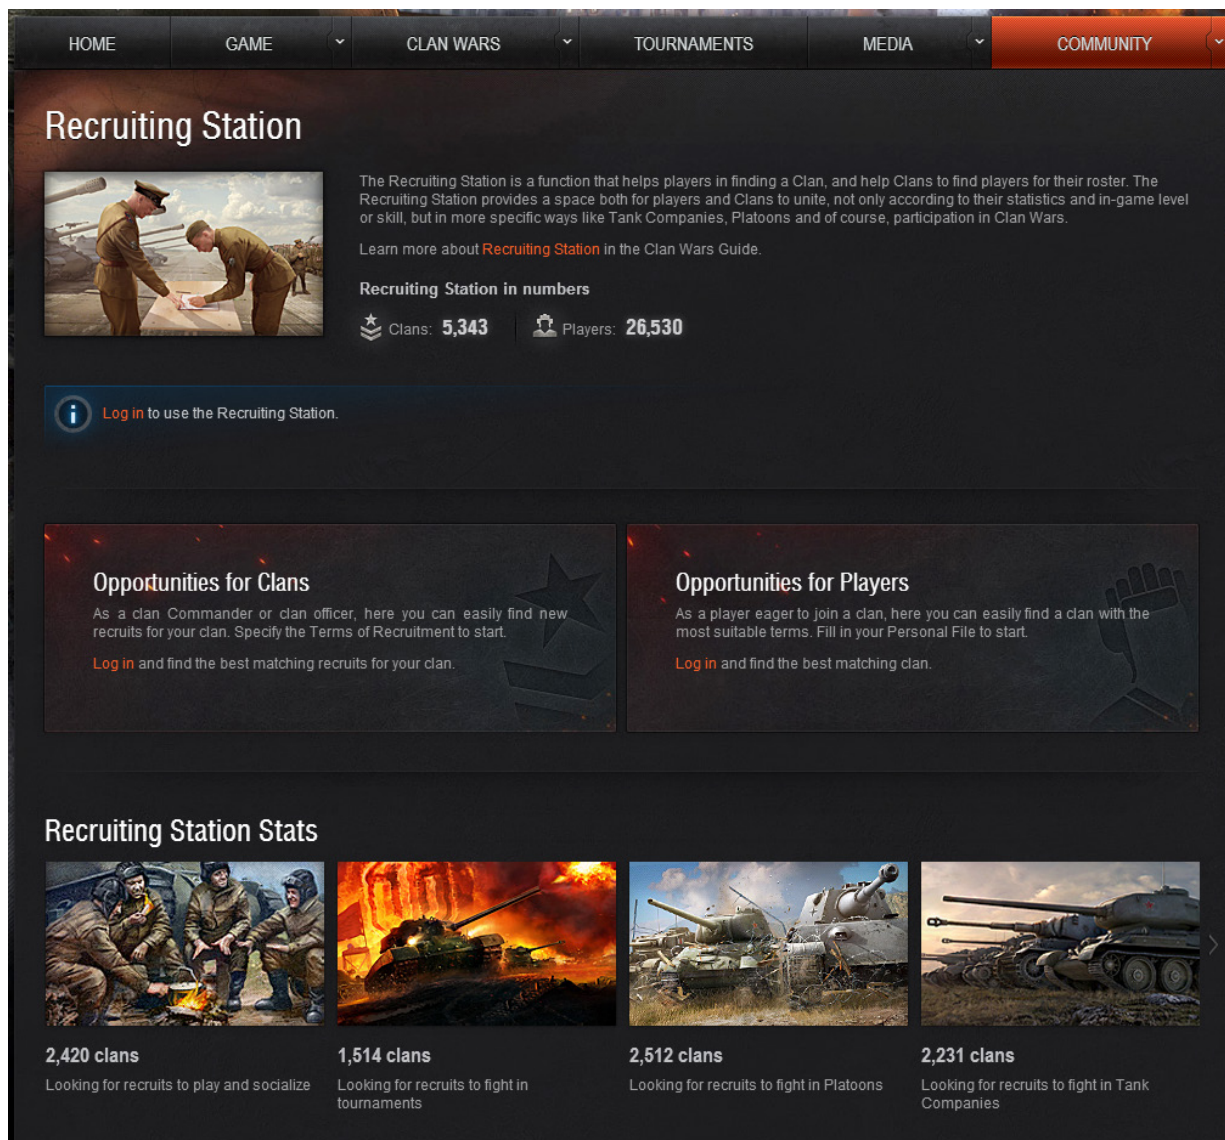 HOME GAME CLAN WARS TOURNAMENTS MEDIA COMMUNITY
Recruiting Station
The Recruiting Station is a function that helps players in finding a Clan, and help Clans to find players for their roster. The
Recruiting Station provides a space both for players and Clans to unite, not only according to their statistics and in-game level
or skill, but in more specific ways like Tank Companies, Platoons and of course, participation in Clan Wars.
Learn more about Recruiting Station in the Clan Wars Guide.
Recruiting Station in numbers
Clans: 5,343 Players: 26,530
Log in to use the Recruiting Station.
Opportunities for Clans
As a clan Commander or clan officer, here you can easily find new
recruits for your clan. Specify the Terms of Recruitment to start.
Log in and find the best matching recruits for your clan.
Opportunities for Players
As a player eager to join a clan, here you can easily find a clan with the
most suitable terms. Fill in your Personal File to start.
Log in and find the best matching clan.
Recruiting Station Stats
2,420 clans
Looking for recruits to play and socialize
1,514 clans
Looking for recruits to fight in
tournaments
2,512 clans
Looking for recruits to fight in Platoons
2,231 clans
Looking for recruits to fight in Tank
Companies